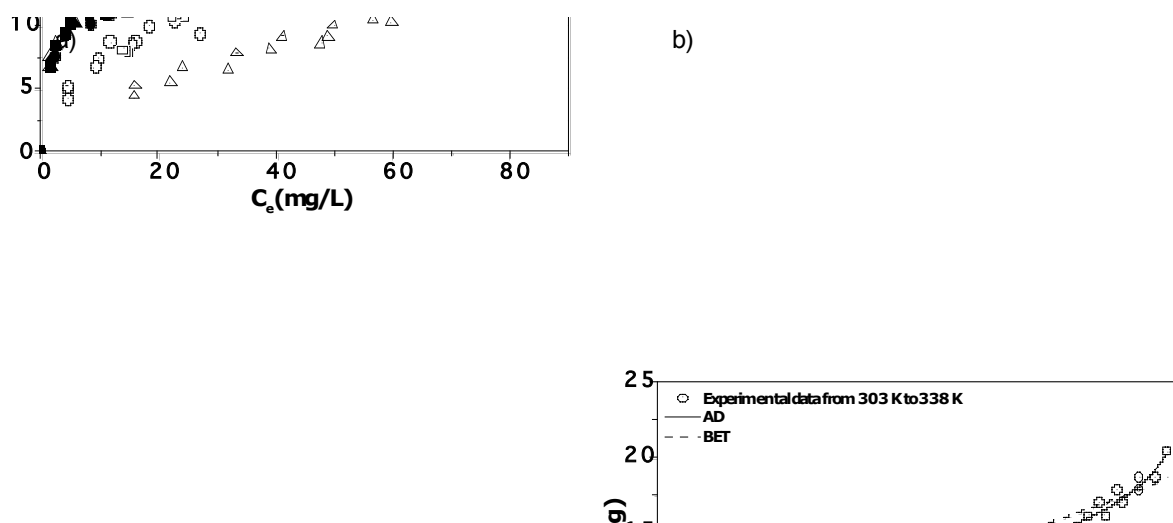 10
a)
b)
5
0
0 20 40 60 80
Ce(mg/L)
25
Experimental data from 303 K to 338 K
AD
BET
20
g)